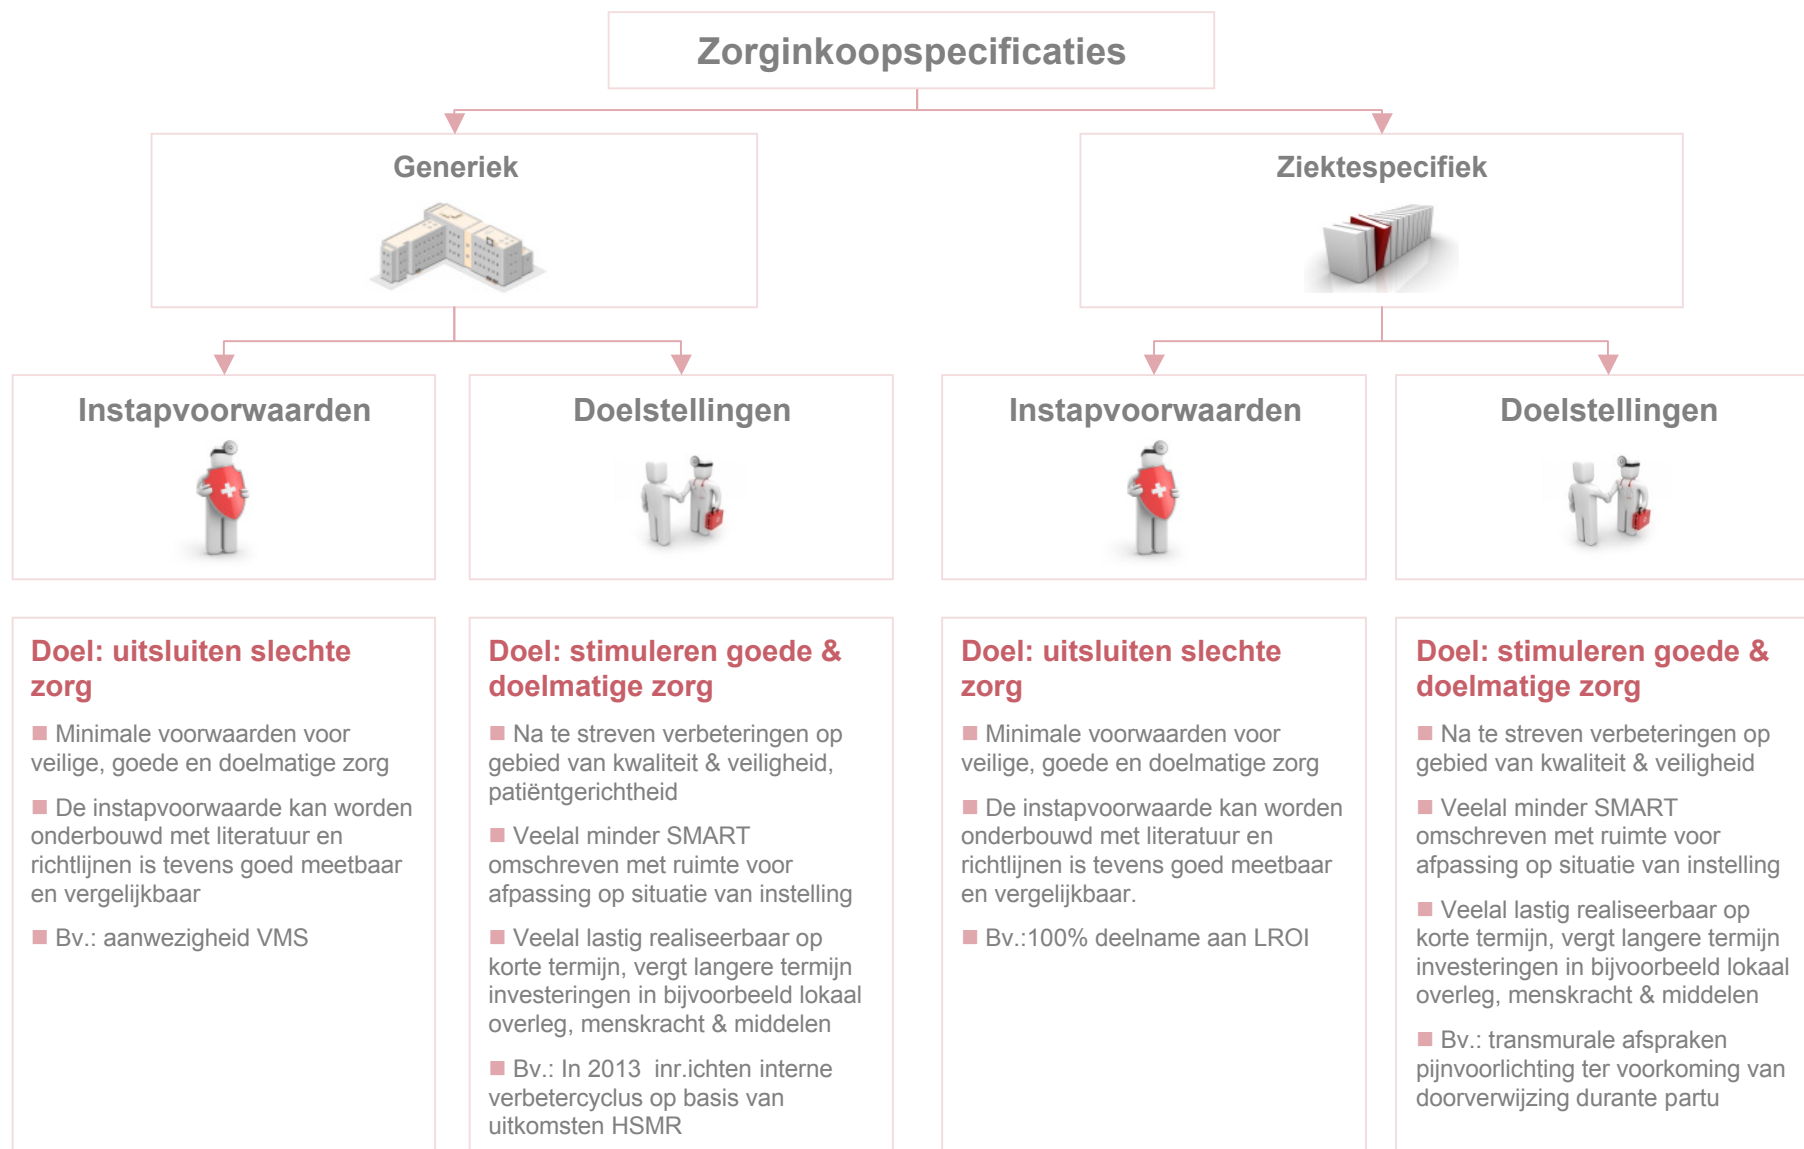 Zorginkoopspecificaties
Generiek
Ziektespecifiek
Instapvoorwaarden
Doelstellingen
Instapvoorwaarden
Doelstellingen
Doel: uitsluiten slechte
zorg
Minimale voorwaarden voor
veilige, goede en doelmatige zorg
De instapvoorwaarde kan worden
onderbouwd met literatuur en
richtlijnen is tevens goed meetbaar
en vergelijkbaar
Bv.: aanwezigheid VMS
Doel: stimuleren goede &
doelmatige zorg
Na te streven verbeteringen op
gebied van kwaliteit & veiligheid,
patiëntgerichtheid
Veelal minder SMART
omschreven met ruimte voor
afpassing op situatie van instelling
Veelal lastig realiseerbaar op
korte termijn, vergt langere termijn
investeringen in bijvoorbeeld lokaal
overleg, menskracht & middelen
Bv.: In 2013  inr.ichten interne
verbetercyclus op basis van
uitkomsten HSMR
Doel: uitsluiten slechte
zorg
Minimale voorwaarden voor
veilige, goede en doelmatige zorg
De instapvoorwaarde kan worden
onderbouwd met literatuur en
richtlijnen is tevens goed meetbaar
en vergelijkbaar.
Bv.:100% deelname aan LROI
Doel: stimuleren goede &
doelmatige zorg
Na te streven verbeteringen op
gebied van kwaliteit & veiligheid
Veelal minder SMART
omschreven met ruimte voor
afpassing op situatie van instelling
Veelal lastig realiseerbaar op
korte termijn, vergt langere termijn
investeringen in bijvoorbeeld lokaal
overleg, menskracht & middelen
Bv.: transmurale afspraken
pijnvoorlichting ter voorkoming van
doorverwijzing durante partu